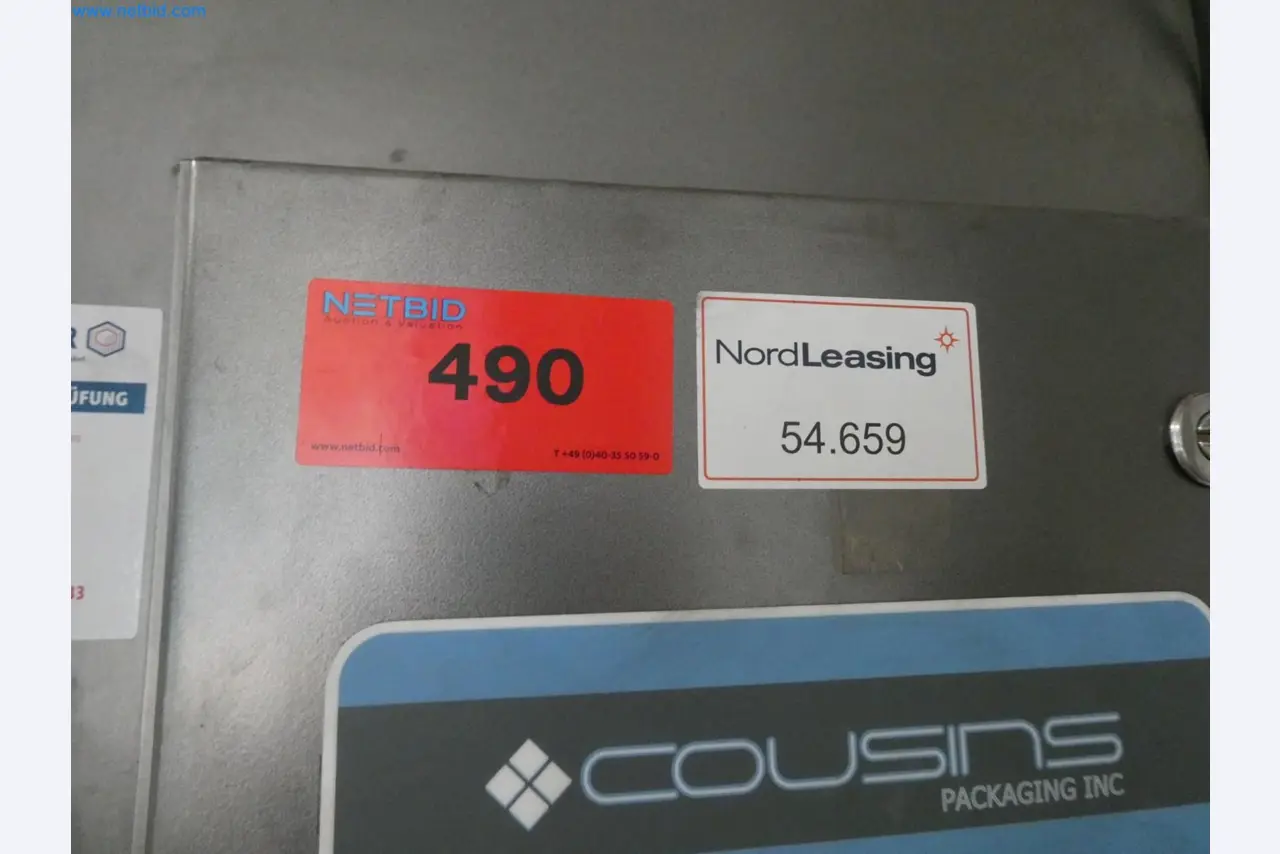 www.netbid.com
NETBID
Auction & Valuation
490
www.netbid.com
T +49 (0)40-35 50 59-0
NordLeasing
54.659
R
ÜFUNG
13
COUSINS
PACKAGING INC